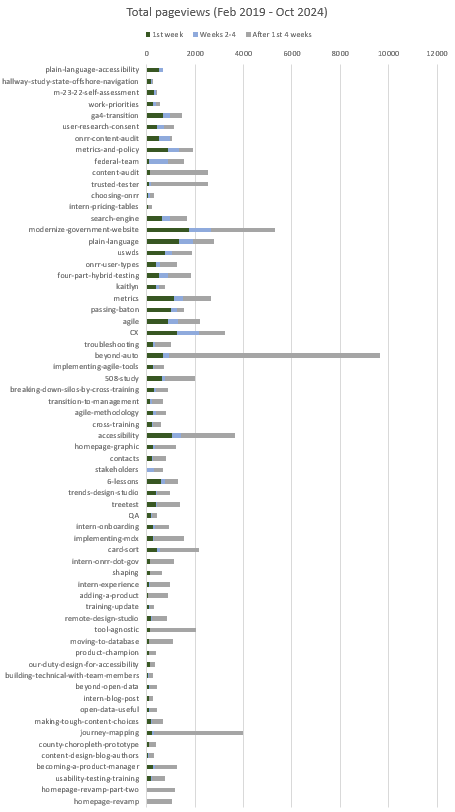 Total pageviews (Feb 2019 - Oct 2024)
1st week Weeks 2-4 After 1st 4 weeks
0 2000 4000 6000 8000 10000 12000
plain-language-accessibility
hallway-study-state-offshore-navigation
m-23-22-self-assessment
work-priorities
ga4-transition
user-research-consent
onrr-content-audit
metrics-and-policy
federal-team
content-audit
trusted-tester
choosing-onrr
intern-pricing-tables
search-engine
modernize-government-website
plain-language
uswds
onrr-user-types
four-part-hybrid-testing
kaitlyn
metrics
passing-baton
agile
CX
troubleshooting
beyond-auto
implementing-agile-tools
508-study
breaking-down-silos-by-cross-training
transition-to-management
agile-methodology
cross-training
accessibility
homepage-graphic
contacts
stakeholders
6-lessons
trends-design-studio
treetest
QA
intern-onboarding
implementing-mdx
card-sort
intern-onrr-dot-gov
shaping
intern-experience
adding-a-product
training-update
remote-design-studio
tool-agnostic
moving-to-database
product-champion
our-duty-design-for-accessibility
building-technical-with-team-members
beyond-open-data
intern-blog-post
open-data-useful
making-tough-content-choices
journey-mapping
county-choropleth-prototype
content-design-blog-authors
becoming-a-product-manager
usability-testing-training
homepage-revamp-part-two
homepage-revamp